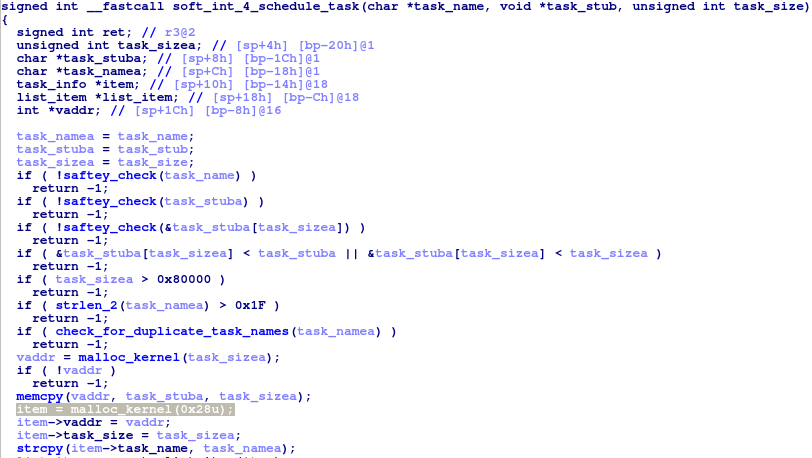 signed int __fastcall soft_int_4_schedule_task(char *task_name, void *task_stub, unsigned int task_size)
{
signed int ret; // r3@2
unsigned int task_sizea; // [sp+4h] [bp-20h]@1
char *task_stuba; // [sp+8h] [bp-1Ch]@1
char *task_namea; // [sp+Ch] [bp-18h]@1
task_info *item; // [sp+10h] [bp-14h]@18
list_item *list_item; // [sp+18h] [bp-Ch]@18
int *vaddr; // [sp+1Ch] [bp-8h]@16
task_namea = task_name;
task_stuba = task_stub;
task_sizea = task_size;
if ( !saftey_check(task_name) )
return -1;
if ( !saftey_check(task_stuba) )
return -1;
if ( !saftey_check(&task_stuba[task_sizea]) )
return -1;
if ( &task_stuba[task_sizea] < task_stuba || &task_stuba[task_sizea] < task_sizea )
return -1;
if ( task_sizea > 0x80000 )
return -1;
if ( strlen_2(task_namea) > 0x1F )
return -1;
if ( check_for_duplicate_task_names(task_namea) )
return -1;
vaddr = malloc_kernel(task_sizea);
if ( !vaddr )
return -1;
memcpy(vaddr, task_stuba, task_sizea);
item = malloc_kernel(0x28u);
item->vaddr = vaddr;
item->task_size = task_sizea;
strcpy(item->task_name, task_namea);